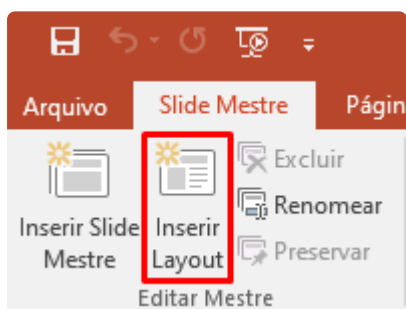 Arquivo Slide Mestre Págin
Inserir Slide Mestre
Inserir Layout
Excluir
Renomear
Preservar
Editar Mestre